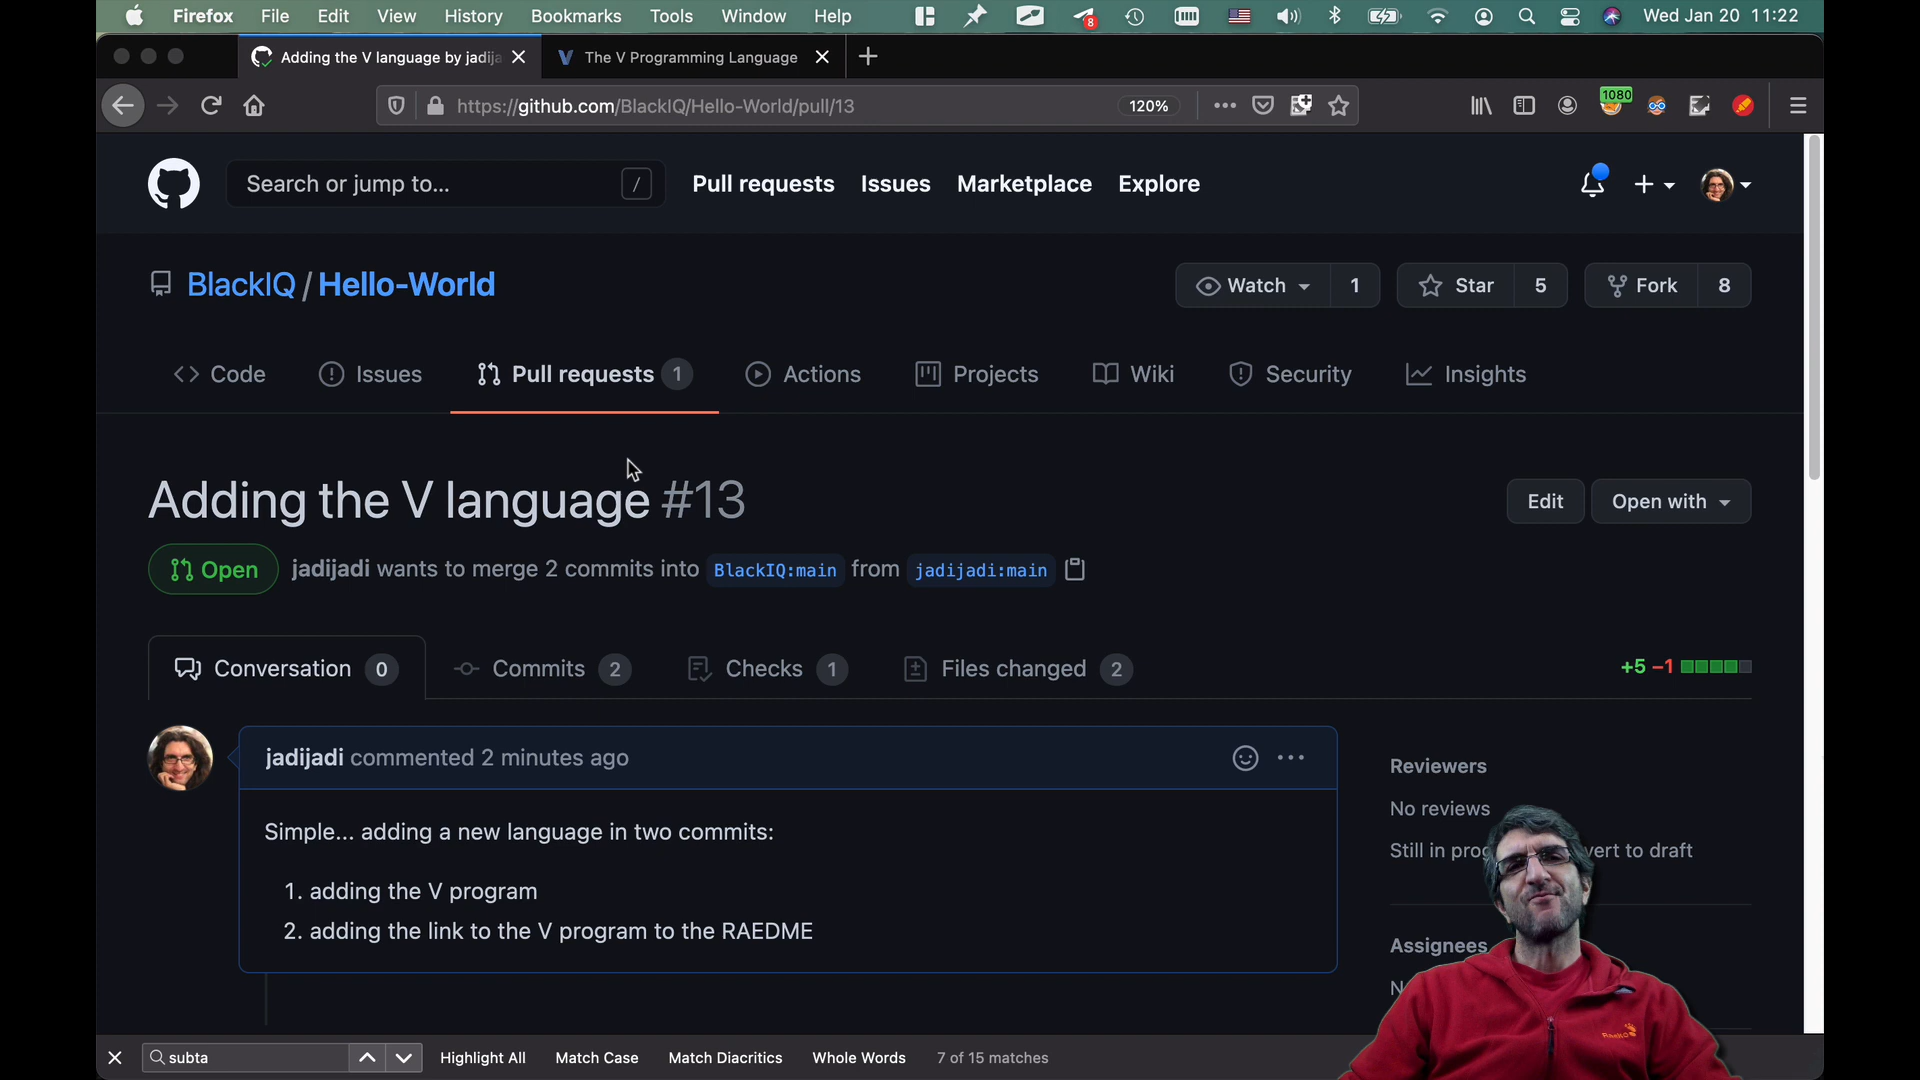 Firefox File Edit View History Bookmarks Tools Window Help 8 Wed Jan 20 11:22
Adding the V language by jadija
The V Programming Language
https://github.com/BlackIQ/Hello-World/pull/13 120% 1080
Search or jump to... / Pull requests Issues Marketplace Explore
BlackIQ / Hello-World Watch 1 Star 5 Fork 8
Code Issues Pull requests 1 Actions Projects Wiki Security Insights
Adding the V language #13 Edit Open with
Open jadijadi wants to merge 2 commits into BlackIQ:main from jadijadi:main
Conversation 0 Commits 2 Checks 1 Files changed 2 +5 −1
jadijadi commented 2 minutes ago
Simple... adding a new language in two commits:
1. adding the V program
2. adding the link to the V program to the RAEDME
Reviewers
No reviews
Still in prog vert to draft
Assignees
subta Highlight All Match Case Match Diacritics Whole Words 7 of 15 matches